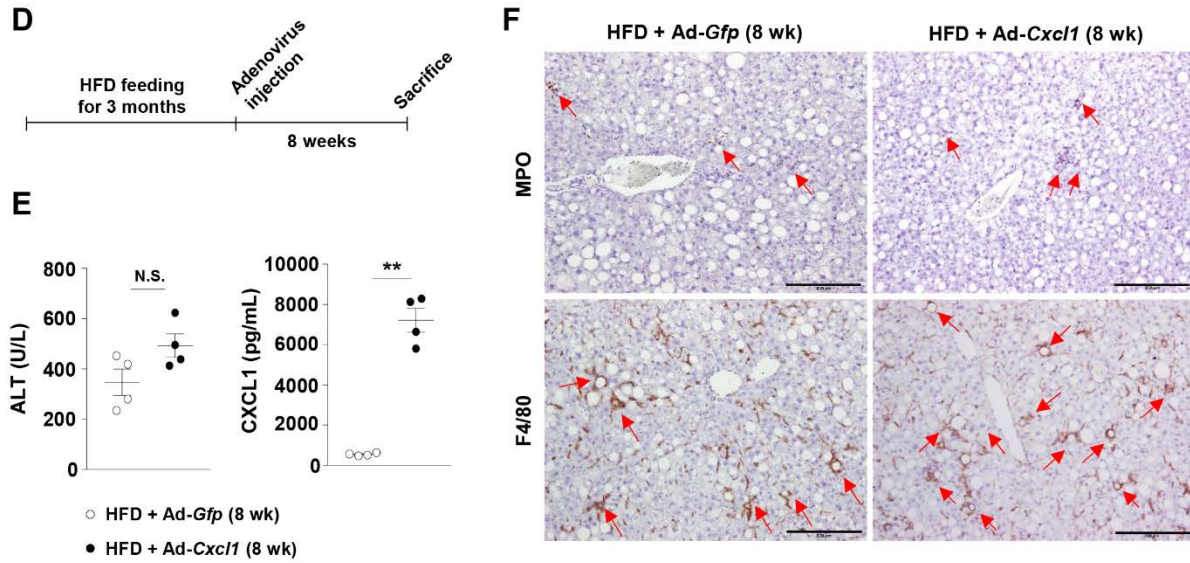 D
HFD feeding
for 3 months
Adenovirus
injection
8 weeks
Sacrifice
E
800
600
400
200
0
ALT (U/L)
N.S.
10000
8000
6000
4000
2000
0
CXCL1 (pg/mL)
**
HFD + Ad-Gfp (8 wk)
HFD + Ad-Cxcl1 (8 wk)
F
HFD + Ad-Gfp (8 wk)
HFD + Ad-Cxcl1 (8 wk)
MPO
F4/80